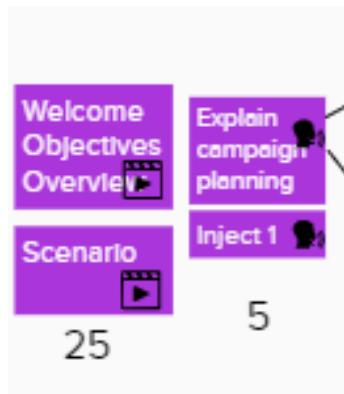 Welcome
Objectives
Overview
Scenario
25
Explain
campaign
planning
Inject 1
5